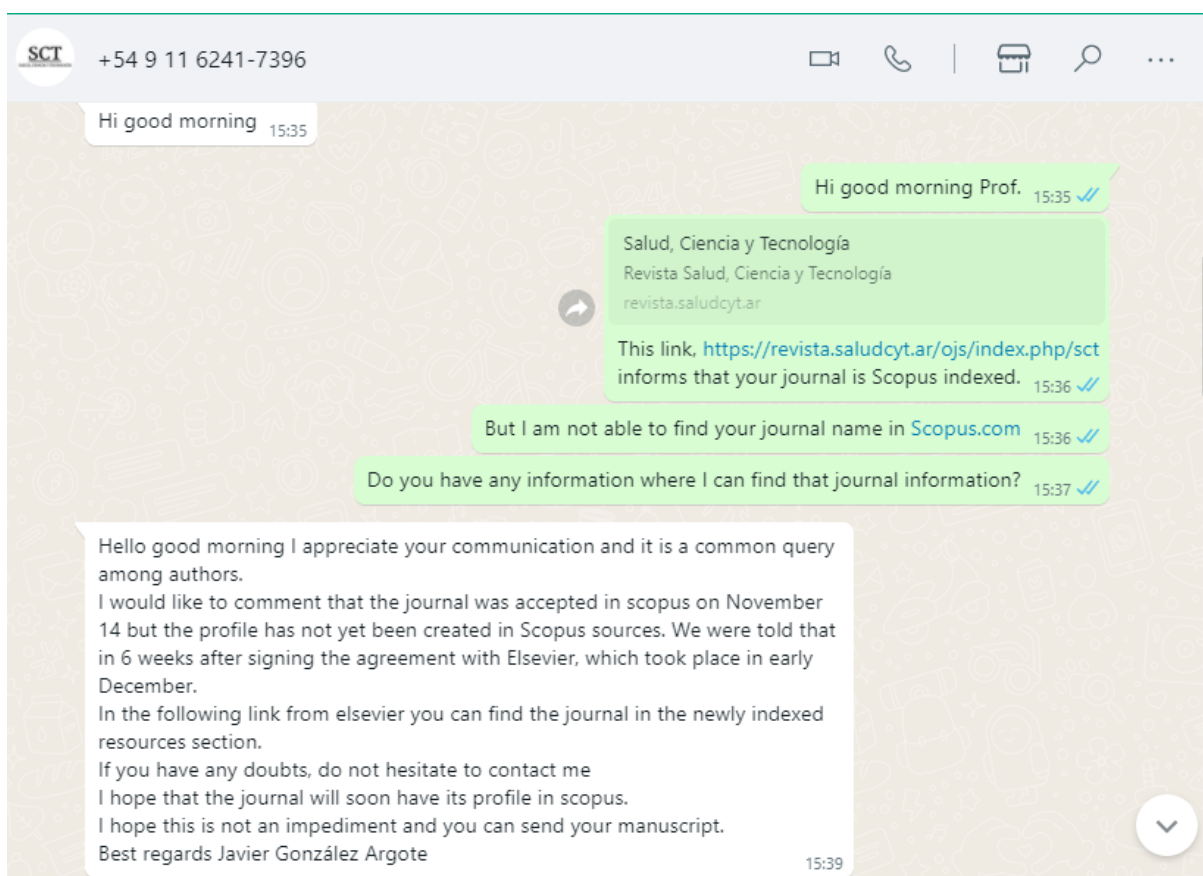 SCT
+54 9 11 6241-7396
Hi good morning 15:35
Hi good morning Prof. 15:35
Salud, Ciencia y Tecnología
Revista Salud, Ciencia y Tecnología
revista.saludcyt.ar
This link, https://revista.saludcyt.ar/ojs/index.php/sct
informs that your journal is Scopus indexed. 15:36
But I am not able to find your journal name in Scopus.com 15:36
Do you have any information where I can find that journal information? 15:37
Hello good morning I appreciate your communication and it is a common query
among authors.
I would like to comment that the journal was accepted in scopus on November
14 but the profile has not yet been created in Scopus sources. We were told that
in 6 weeks after signing the agreement with Elsevier, which took place in early
December.
In the following link from elsevier you can find the journal in the newly indexed
resources section.
If you have any doubts, do not hesitate to contact me
I hope that the journal will soon have its profile in scopus.
I hope this is not an impediment and you can send your manuscript.
Best regards Javier González Argote 15:39